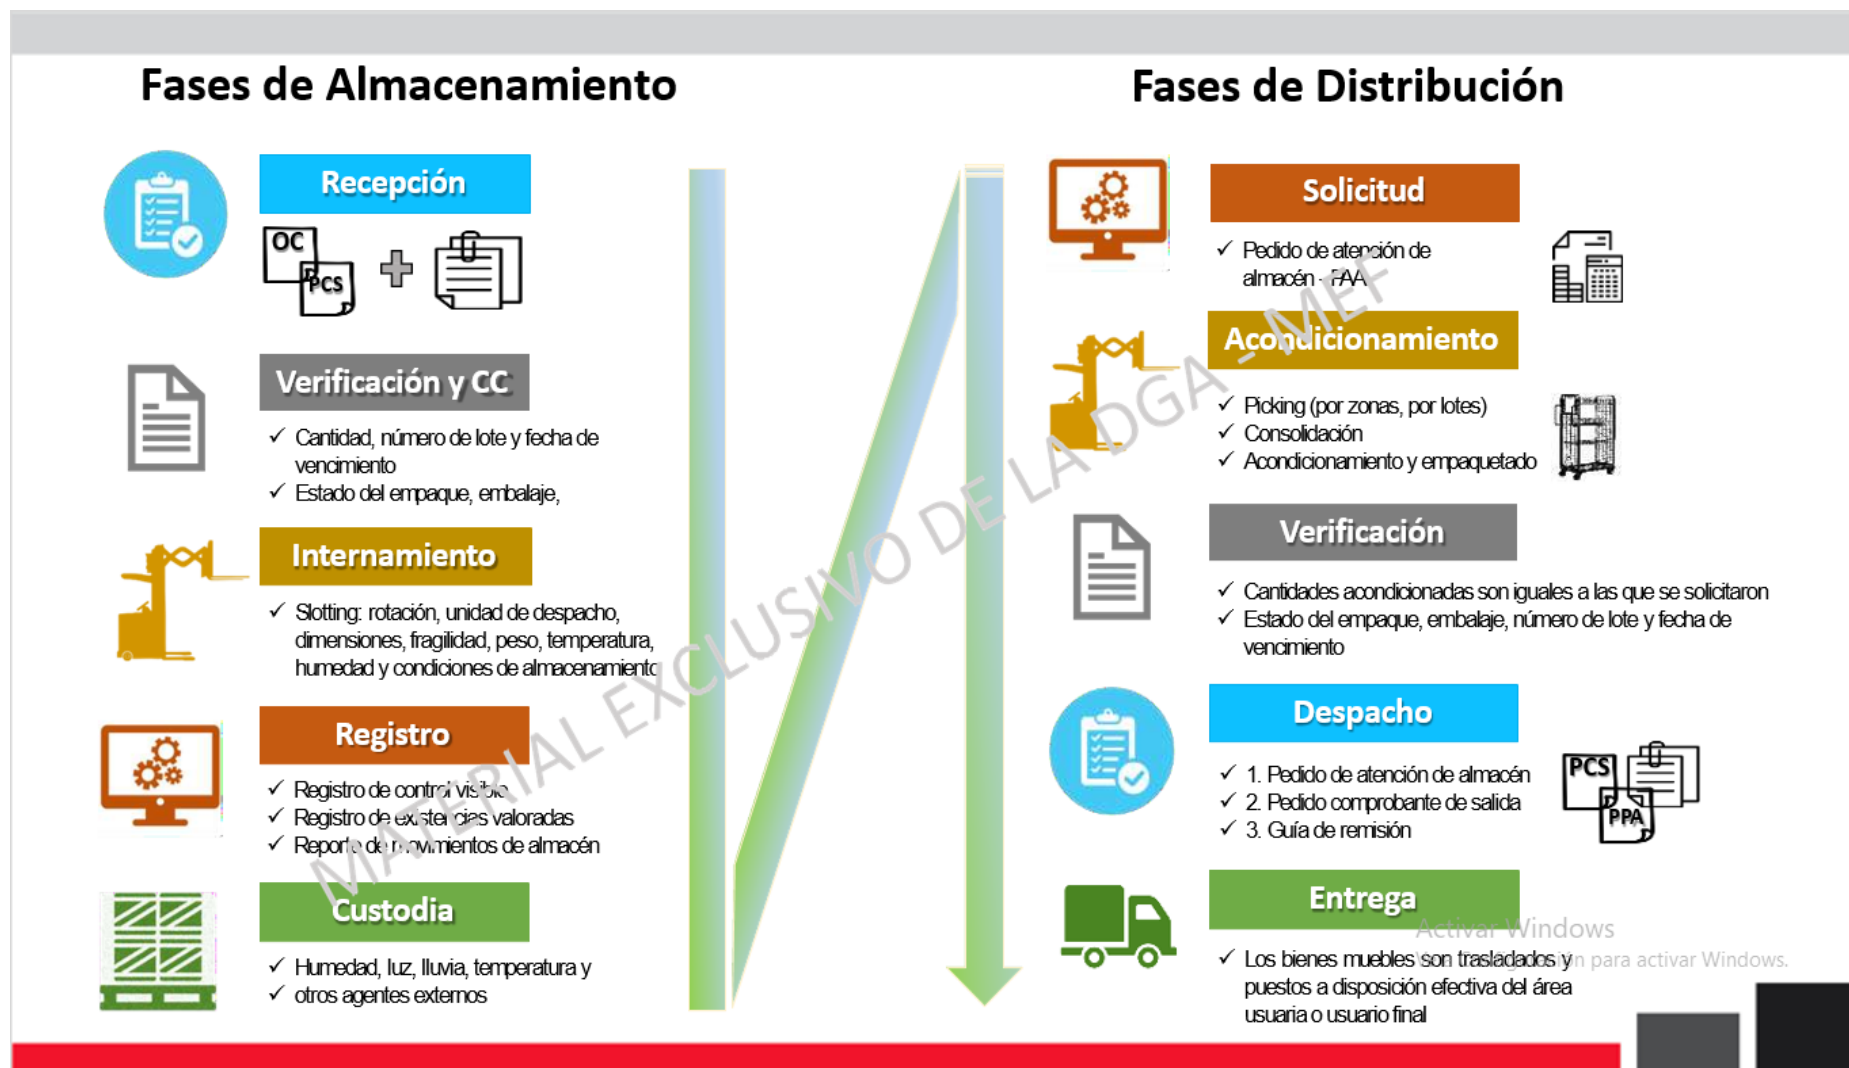 Fases de Almacenamiento
Recepción
OC
PCS
Verificación y CC
✓ Cantidad, número de lote y fecha de
vencimiento
✓ Estado del empaque, embalaje,
Internamiento
✓ Slotting: rotación, unidad de despacho,
dimensiones, fragilidad, peso, temperatura,
humedad y condiciones de almacenamiento
Registro
✓ Registro de control visible
✓ Registro de existencias valoradas
✓ Reporte de movimientos de almacén
Custodia
✓ Humedad, luz, lluvia, temperatura y
✓ otros agentes externos
Fases de Distribución
Solicitud
✓ Pedido de atención de
almacén - PAA
Acondicionamiento
✓ Picking (por zonas, por lotes)
✓ Consolidación
✓ Acondicionamiento y empaquetado
Verificación
✓ Cantidades acondicionadas son iguales a las que se solicitaron
✓ Estado del empaque, embalaje, número de lote y fecha de
vencimiento
Despacho
✓ 1. Pedido de atención de almacén
✓ 2. Pedido comprobante de salida
✓ 3. Guía de remisión
PCS
PPA
Entrega
✓ Los bienes muebles son trasladados y
puestos a disposición efectiva del área
usuaria o usuario final
MATERIAL EXCLUSIVO DE LA DGA - MEF
Activar Windows
para activar Windows.